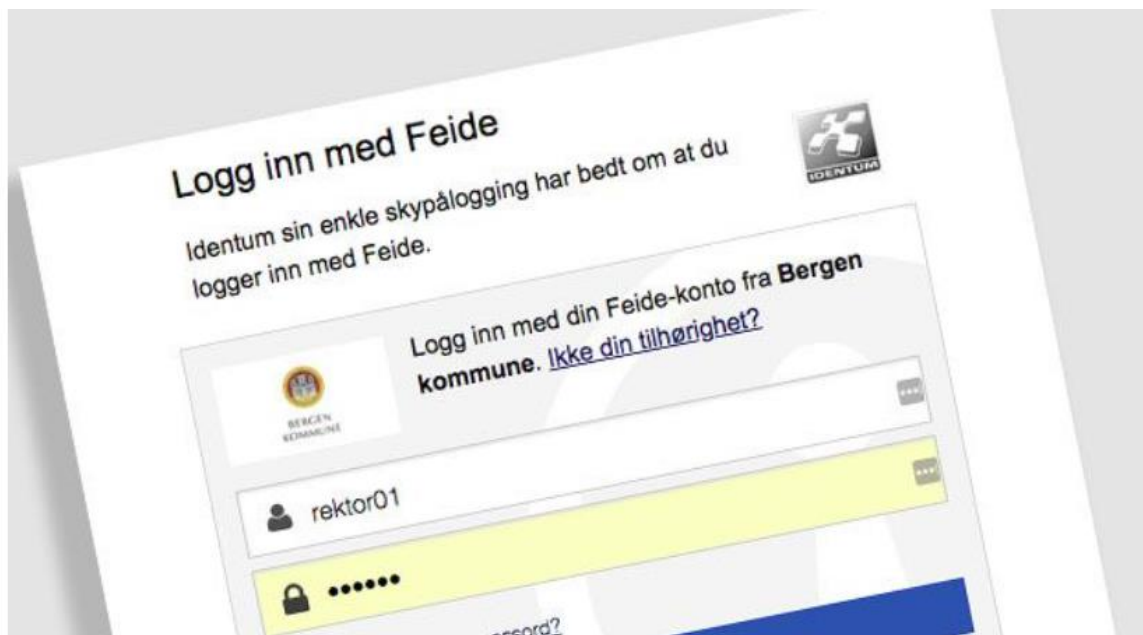 Logg inn med Feide
IDENTUM
Identum sin enkle skypålogging har bedt om at du
logger inn med Feide.
BERGEN
KOMMUNE
Logg inn med din Feide-konto fra Bergen
kommune. Ikke din tilhørighet?
rektor01
••••••